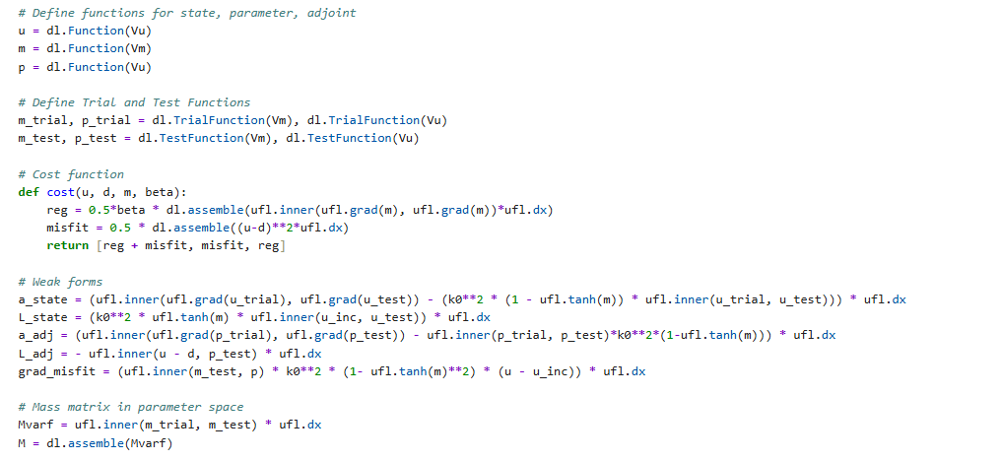 # Define functions for state, parameter, adjoint
u = dl.Function(Vu)
m = dl.Function(Vm)
p = dl.Function(Vu)
# Define Trial and Test Functions
m_trial, p_trial = dl.TrialFunction(Vm), dl.TrialFunction(Vu)
m_test, p_test = dl.TestFunction(Vm), dl.TestFunction(Vu)
# Cost function
def cost(u, d, m, beta):
    reg = 0.5*beta * dl.assemble(ufl.inner(ufl.grad(m), ufl.grad(m))*ufl.dx)
    misfit = 0.5 * dl.assemble((u-d)**2*ufl.dx)
    return [reg + misfit, misfit, reg]
# Weak forms
a_state = (ufl.inner(ufl.grad(u_trial), ufl.grad(u_test)) - (k0**2 * (1 - ufl.tanh(m)) * ufl.inner(u_trial, u_test))) * ufl.dx
L_state = (k0**2 * ufl.tanh(m) * ufl.inner(u_inc, u_test)) * ufl.dx
a_adj = (ufl.inner(ufl.grad(p_trial), ufl.grad(p_test)) - ufl.inner(p_trial, p_test)*k0**2*(1-ufl.tanh(m))) * ufl.dx
L_adj = - ufl.inner(u - d, p_test) * ufl.dx
grad_misfit = (ufl.inner(m_test, p) * k0**2 * (1- ufl.tanh(m)**2) * (u - u_inc)) * ufl.dx
# Mass matrix in parameter space
Mvarf = ufl.inner(m_trial, m_test) * ufl.dx
M = dl.assemble(Mvarf)